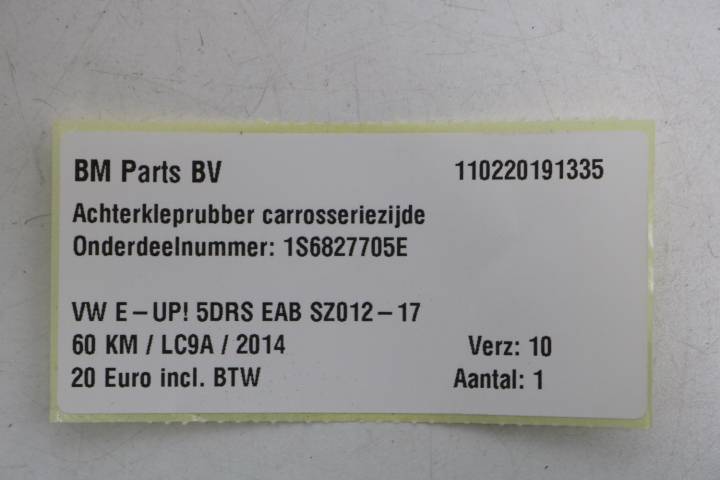 BM Parts BV 110220191335
Achterkleprubber carrosseriezijde
Onderdeelnummer: 1S6827705E
VW E-UP! 5DRS EAB SZ012-17
60 KM / LC9A / 2014 Verz: 10
20 Euro incl. BTW Aantal: 1